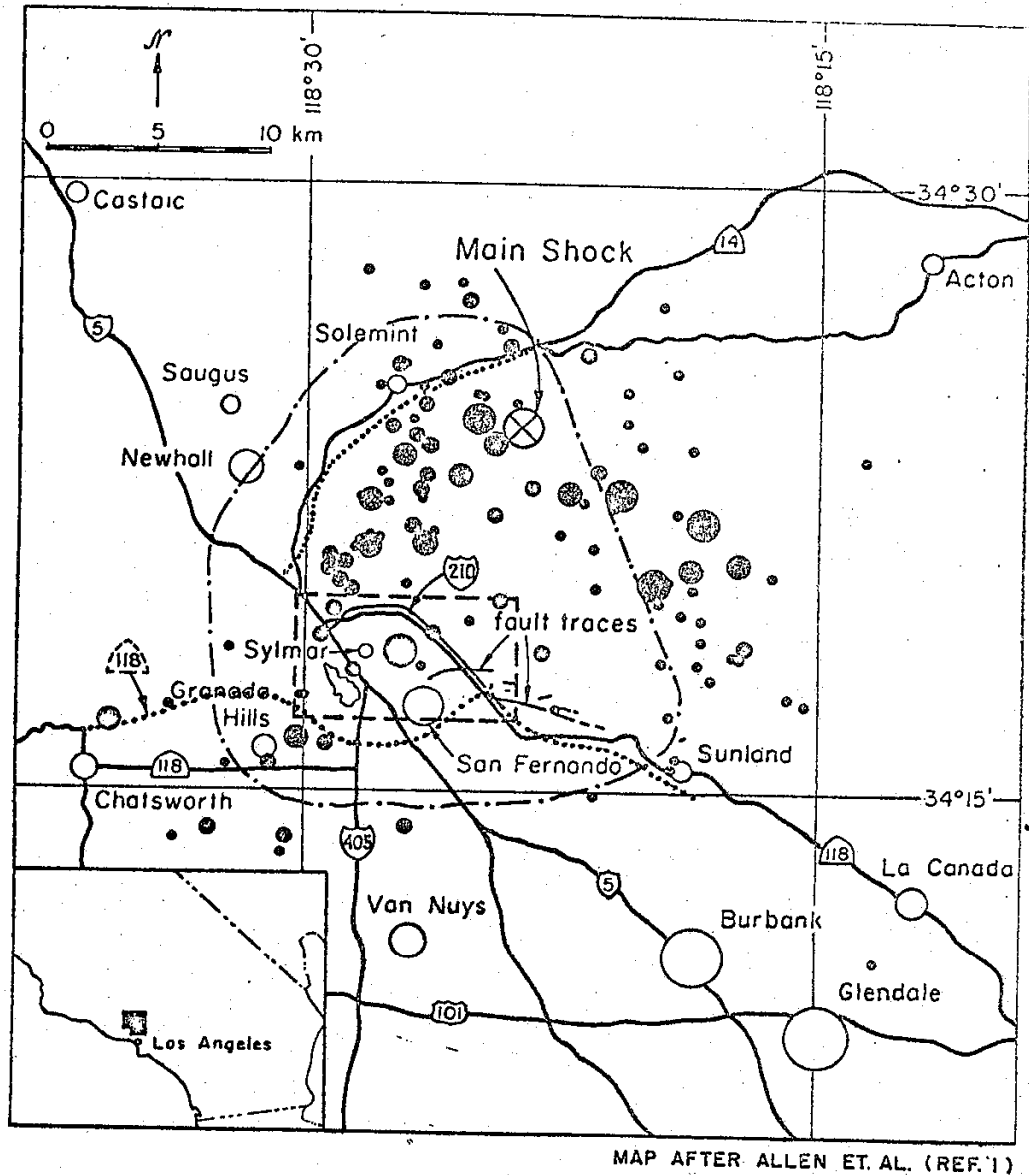 N
118°30'
118°15'
0 5 10 km
Castaic
34°30'
Main Shock
14
Acton
5
Solemint
Saugus
Newhall
210
fault traces
Sylmar
118
Granada
Hills
San Fernando
Sunland
118
Chatsworth
34°15'
405
118
La Canada
5
Van Nuys
Burbank
Glendale
101
Los Angeles
MAP AFTER ALLEN ET. AL. (REF. 1)